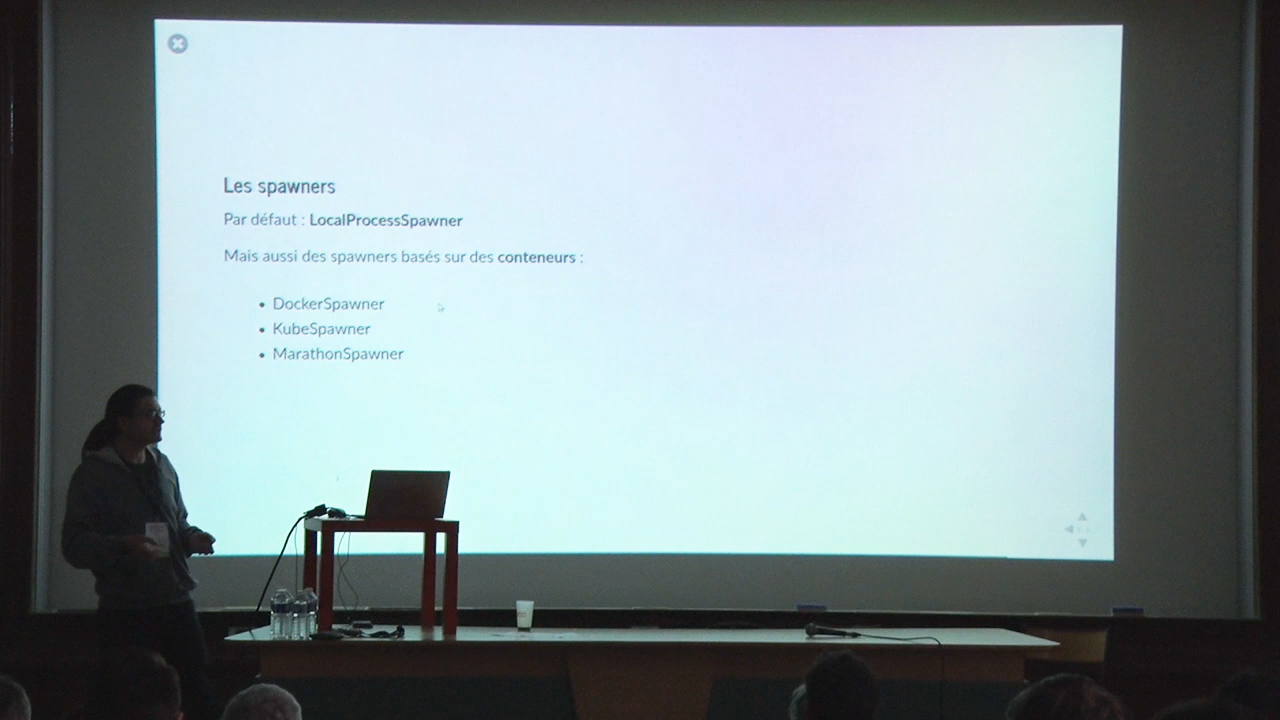 Les spawners
Par défaut : LocalProcessSpawner
Mais aussi des spawners basés sur des conteneurs :
• DockerSpawner
• KubeSpawner
• MarathonSpawner